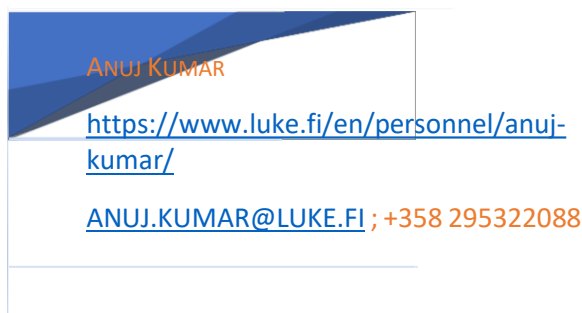 ANUJ KUMAR
https://www.luke.fi/en/personnel/anuj-
kumar/
ANUJ.KUMAR@LUKE.FI ; +358 295322088